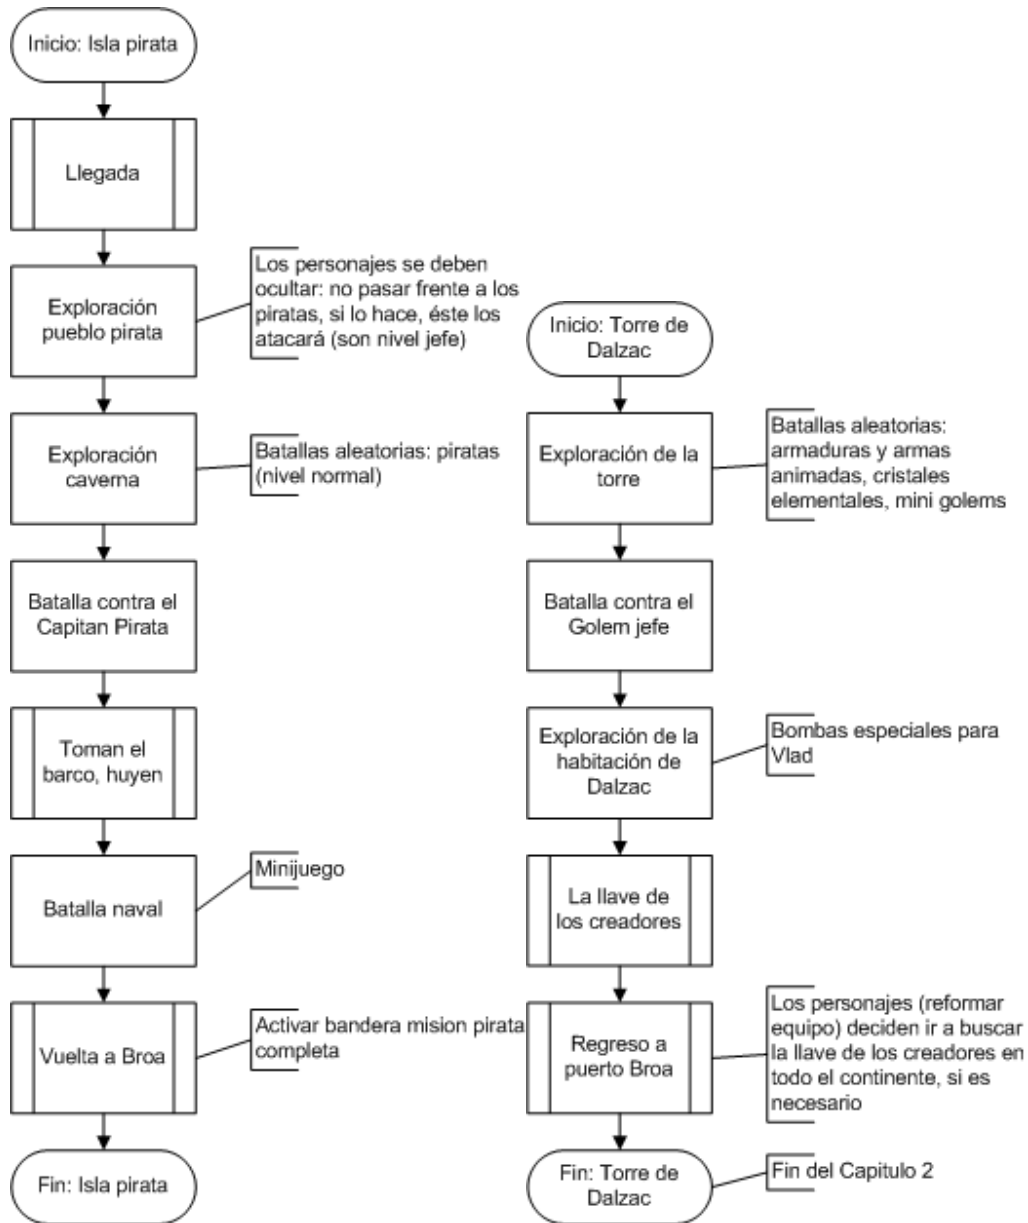 Inicio: Isla pirata
Llegada
Exploración
pueblo pirata
Los personajes se deben
ocultar: no pasar frente a los
piratas, si lo hace, éste los
atacará (son nivel jefe)
Exploración
caverna
Batallas aleatorias: piratas
(nivel normal)
Batalla contra el
Capitan Pirata
Toman el
barco, huyen
Batalla naval
Minijuego
Vuelta a Broa
Activar bandera mision pirata
completa
Fin: Isla pirata
Inicio: Torre de
Dalzac
Exploración de la
torre
Batallas aleatorias:
armaduras y armas
animadas, cristales
elementales, mini golems
Batalla contra el
Golem jefe
Exploración de la
habitación de
Dalzac
Bombas especiales para
Vlad
La llave de
los creadores
Regreso a
puerto Broa
Los personajes (reformar
equipo) deciden ir a buscar
la llave de los creadores en
todo el continente, si es
necesario
Fin: Torre de
Dalzac
Fin del Capitulo 2